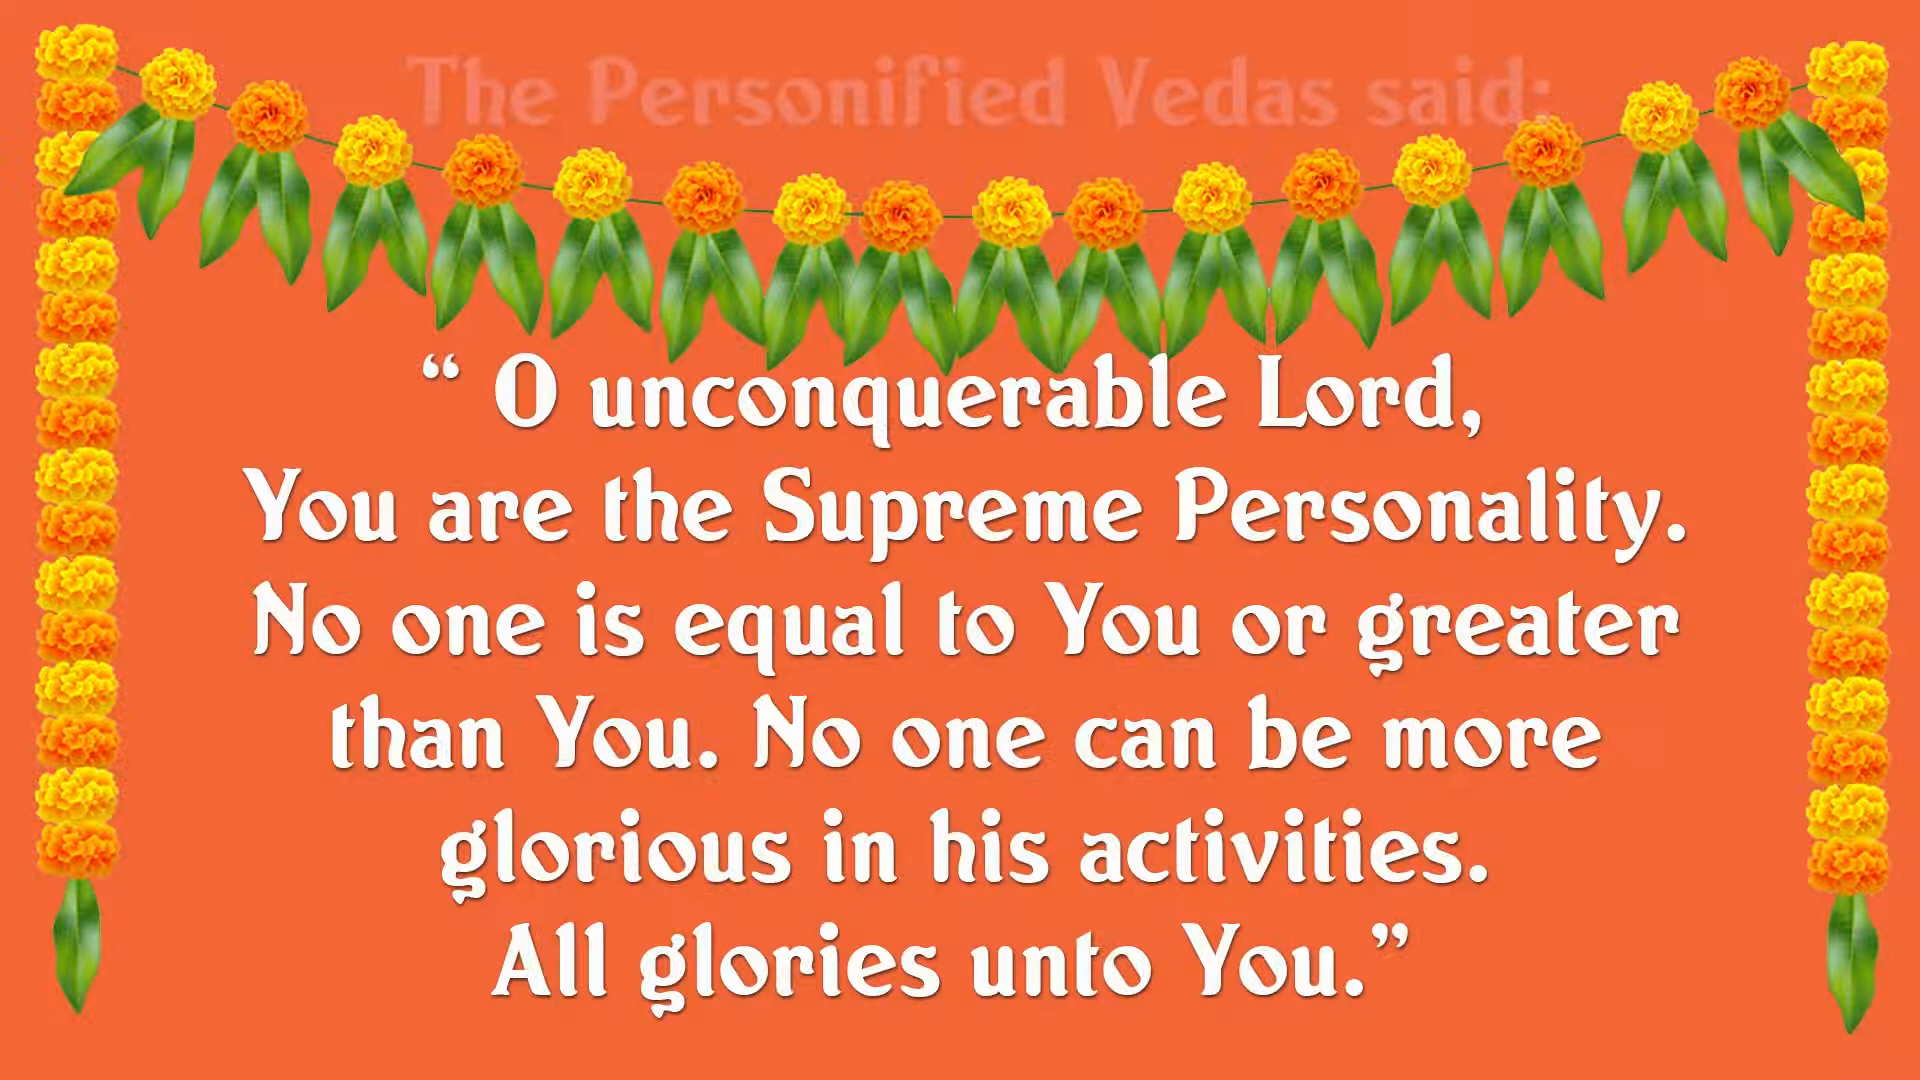 The Personified Vedas said:
“ O unconquerable Lord,
You are the Supreme Personality.
No one is equal to You or greater
than You. No one can be more
glorious in his activities.
All glories unto You.”